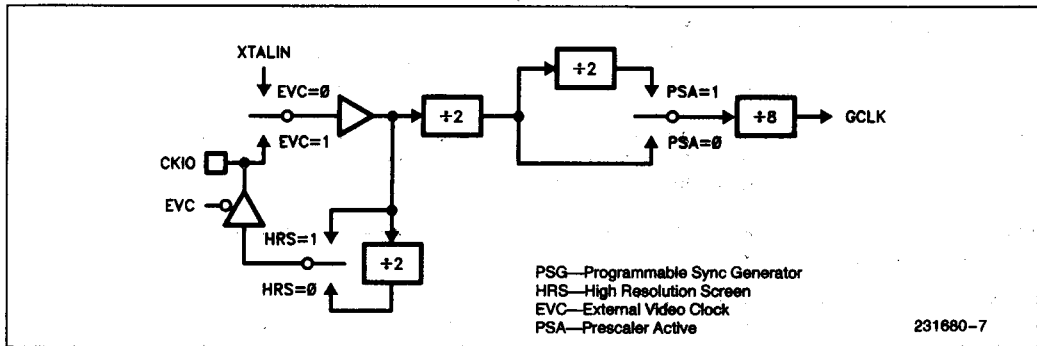 XTALIN
EVC=Ø
EVC=1
CKIO
EVC
HRS=1
HRS=Ø
÷2
÷2
÷2
PSA=1
PSA=Ø
÷8
GCLK
PSG—Programmable Sync Generator
HRS—High Resolution Screen
EVC—External Video Clock
PSA—Prescaler Active
231680-7